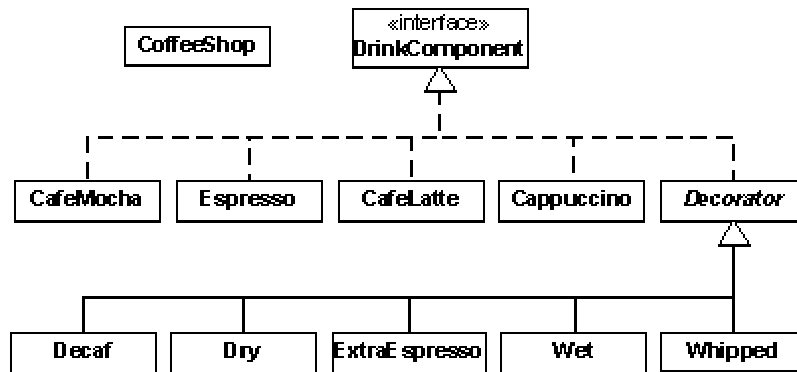 «interface»
CoffeeShop
DrinkComponent
CafeMocha
Espresso
CafeLatte
Cappuccino
Decorator
Decaf
Dry
ExtraEspresso
Wet
Whipped